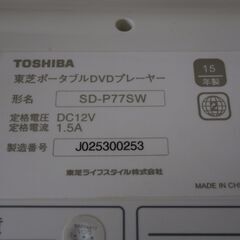 TOSHIBA
東芝ポータブルDVDプレーヤー
形名 SD-P77SW
定格電圧 DC12V
定格電流 1.5A
製造番号 J025300253
東芝ライフスタイル株式会社
15
年製
2
MADE IN CH